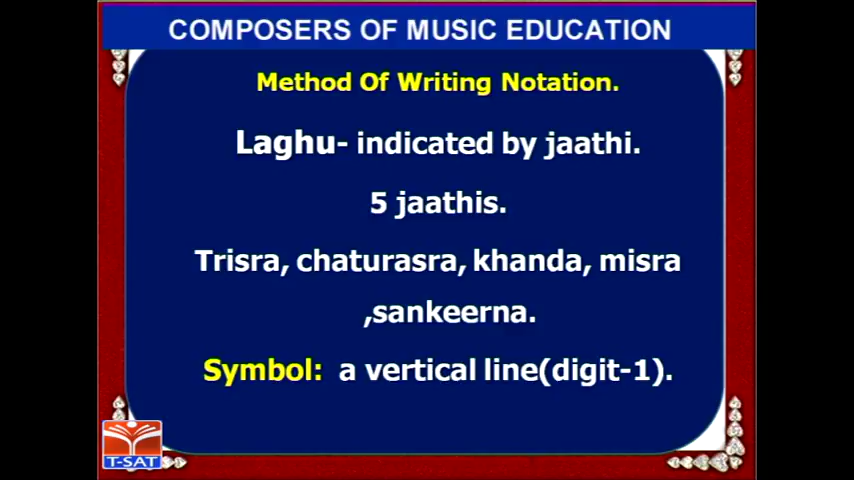 COMPOSERS OF MUSIC EDUCATION
Method Of Writing Notation.
Laghu- indicated by jaathi.
5 jaathis.
Trisra, chaturasra, khanda, misra
,sankeerna.
Symbol: a vertical line(digit-1).
T-SAT